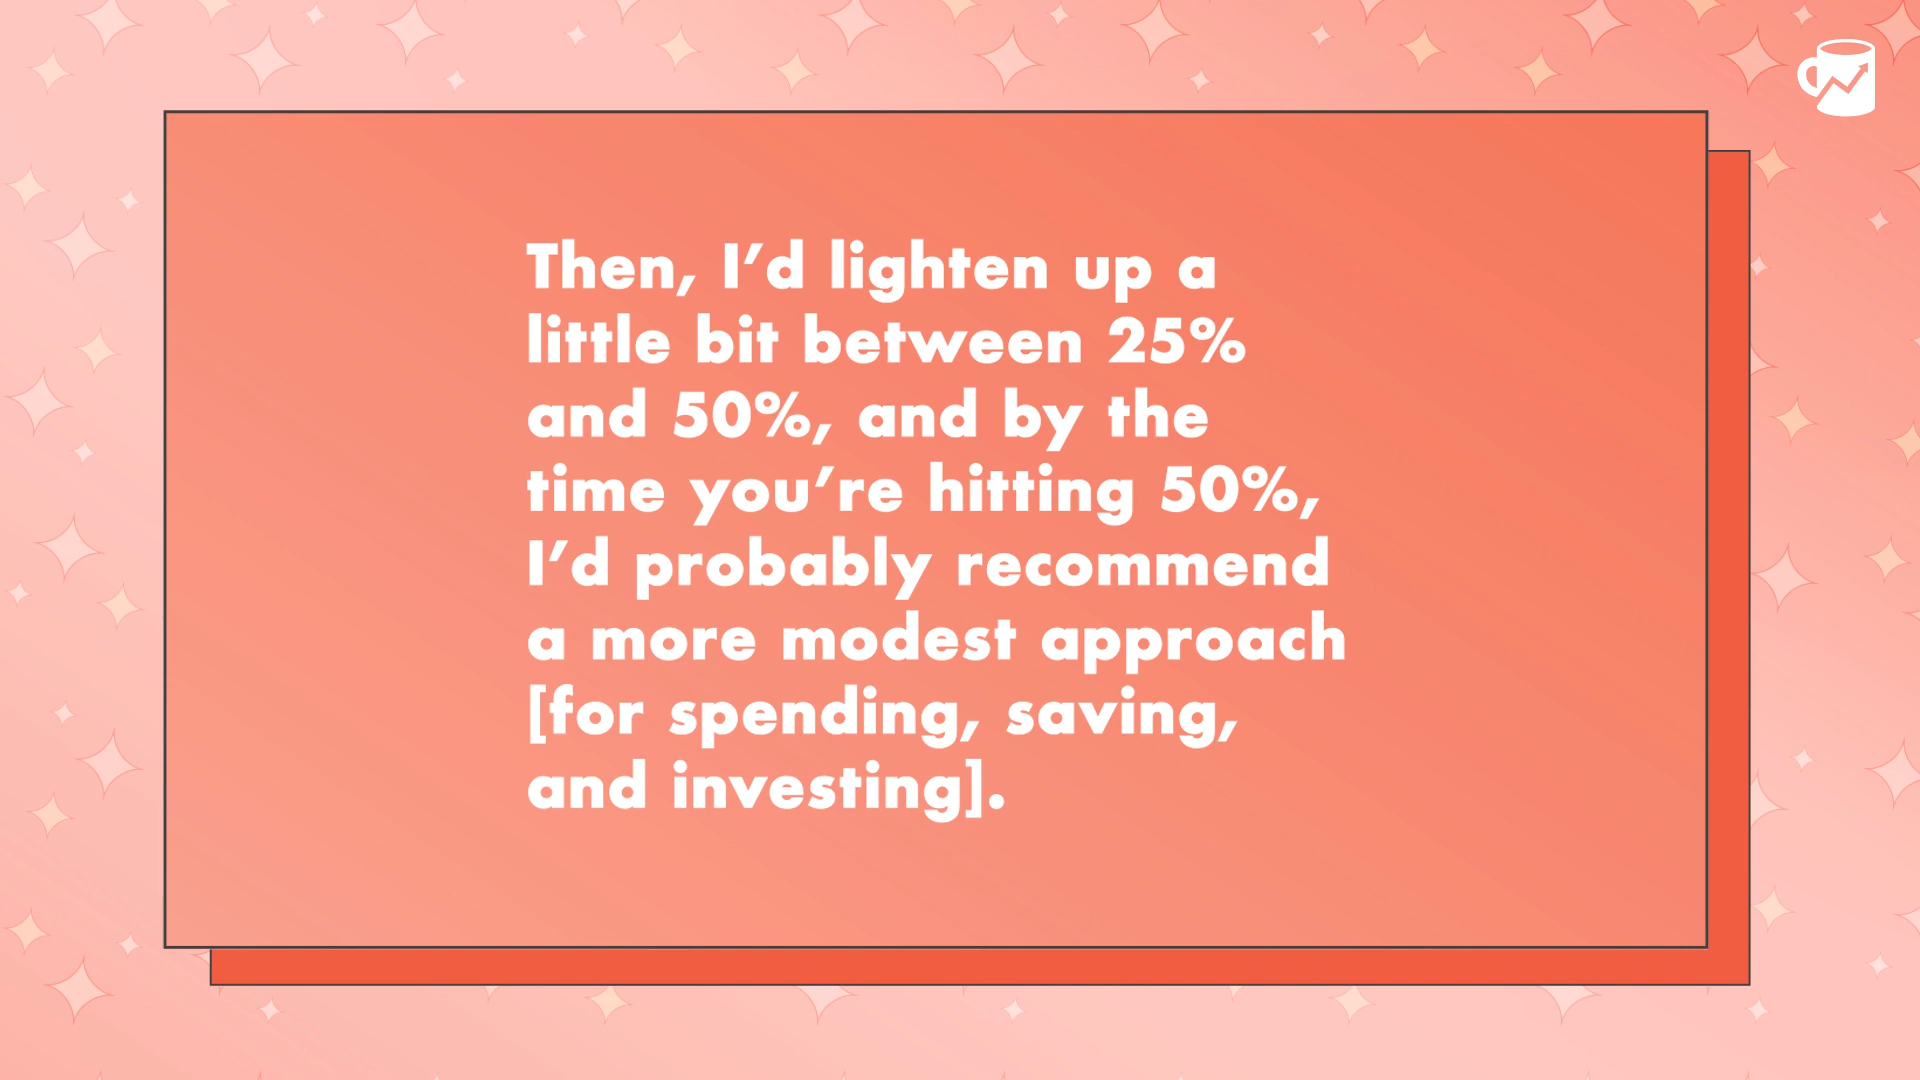 Then, I’d lighten up a
little bit between 25%
and 50%, and by the
time you’re hitting 50%,
I’d probably recommend
a more modest approach
[for spending, saving,
and investing].